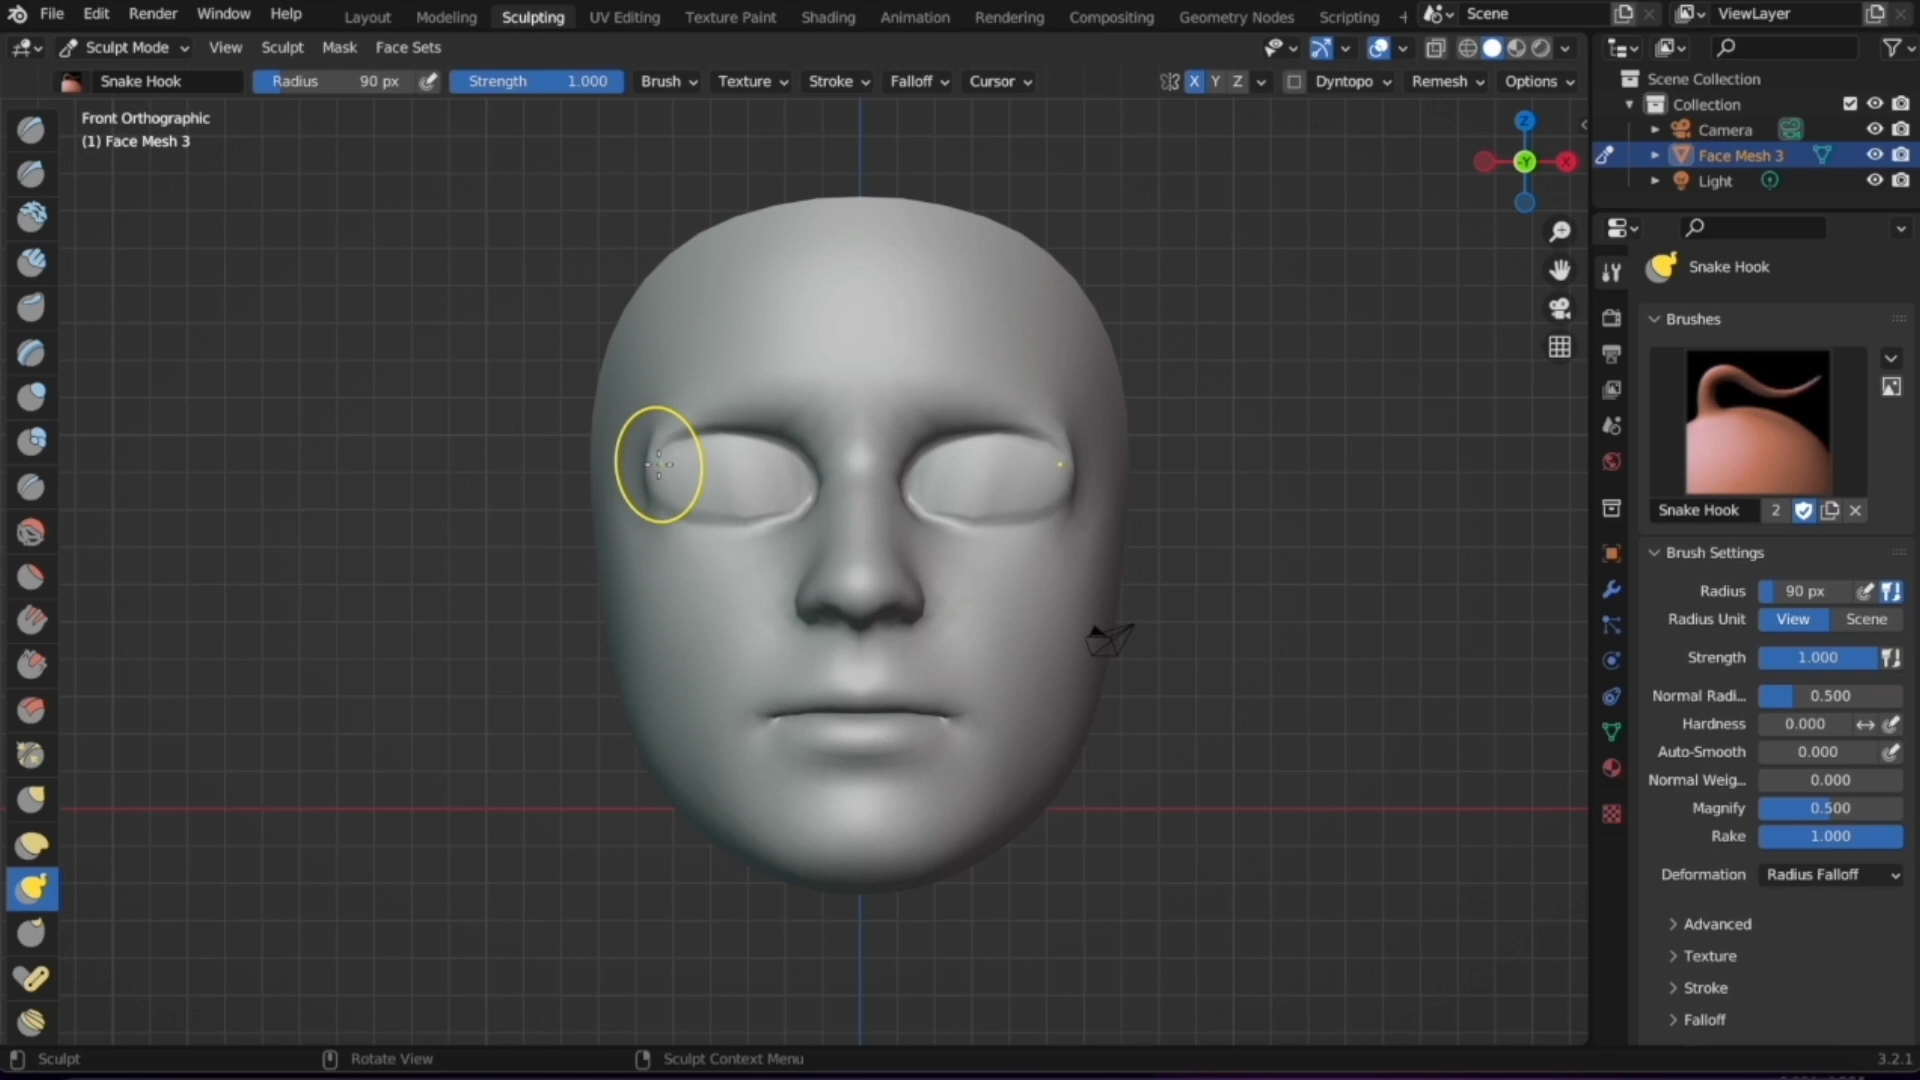 File Edit Render Window Help Layout Modeling Sculpting UV Editing Texture Paint Shading Animation Rendering Compositing Geometry Nodes Scripting + Scene ViewLayer
Sculpt Mode View Sculpt Mask Face Sets
Snake Hook Radius 90 px Strength 1.000 Brush Texture Stroke Falloff Cursor X Y Z Dyntopo Remesh Options
Front Orthographic
(1) Face Mesh 3
Z
-Y
X
Scene Collection
Collection
Camera
Face Mesh 3
Light
Snake Hook
Brushes
Snake Hook 2
Brush Settings
Radius 90 px
Radius Unit View Scene
Strength 1.000
Normal Radi... 0.500
Hardness 0.000
Auto-Smooth 0.000
Normal Weig... 0.000
Magnify 0.500
Rake 1.000
Deformation Radius Falloff
Advanced
Texture
Stroke
Falloff
Sculpt Rotate View Sculpt Context Menu 3.2.1